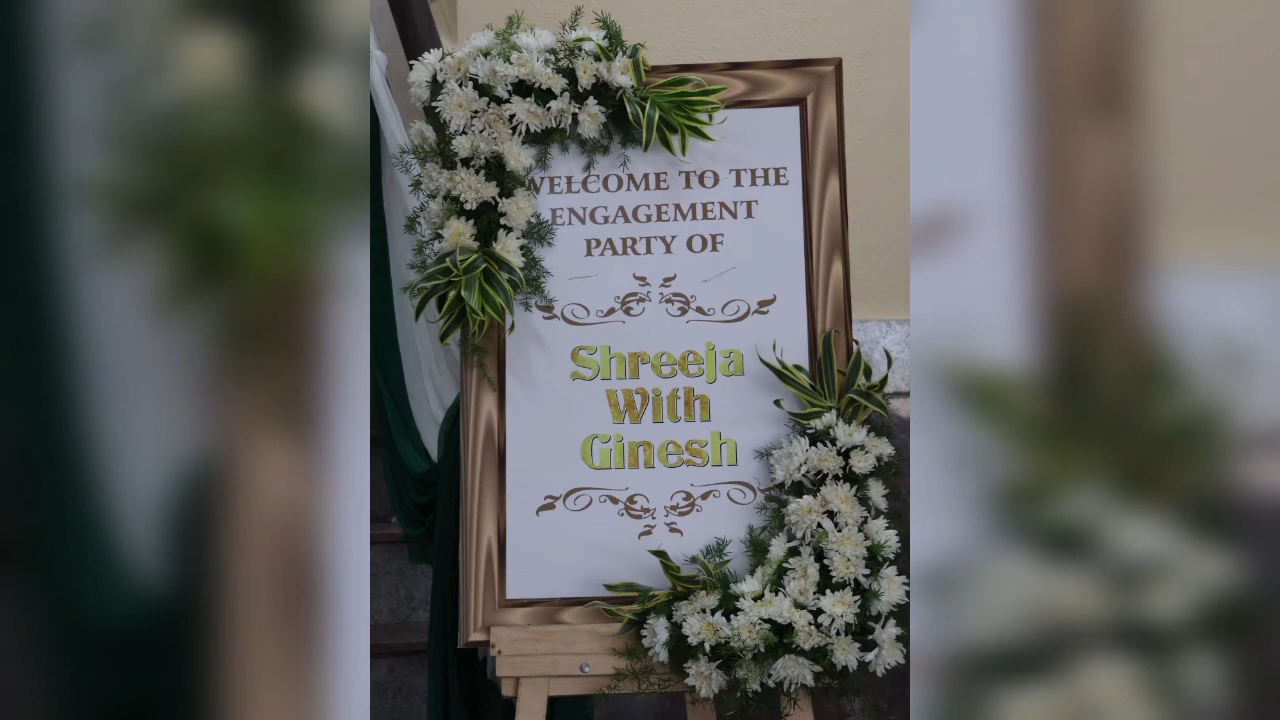 WELCOME TO THE
ENGAGEMENT
PARTY OF
Shreeja
With
Ginesh